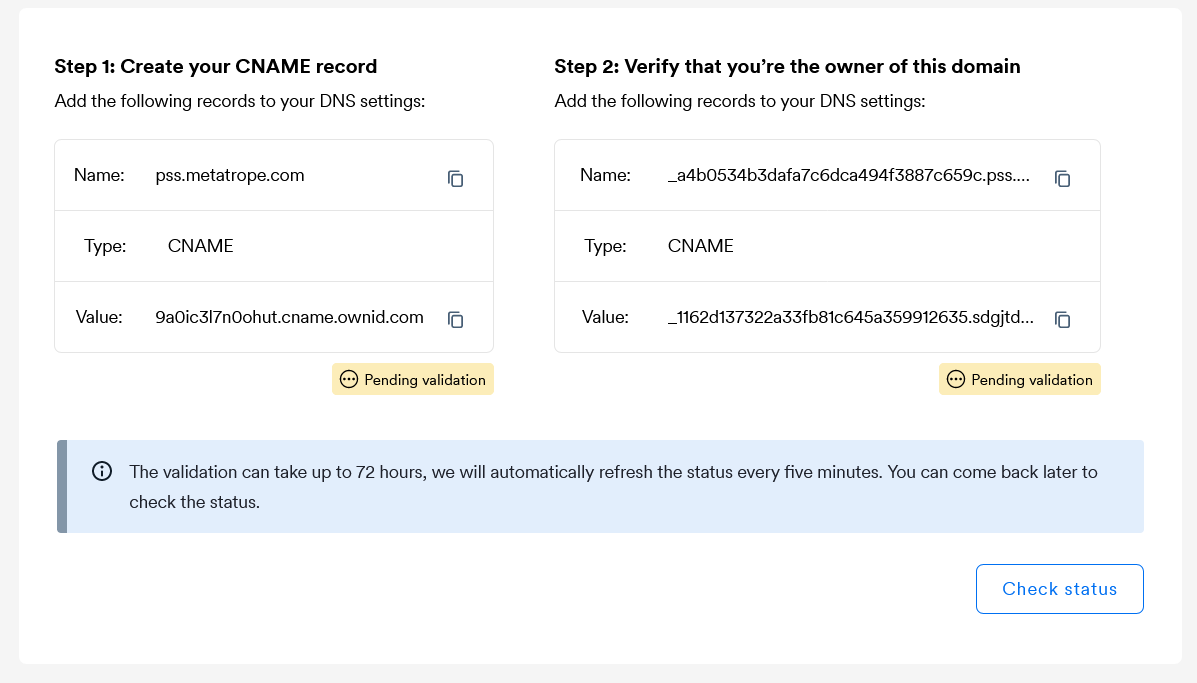 Step 1: Create your CNAME record
Add the following records to your DNS settings:
Name: pss.metatrope.com
Type: CNAME
Value: 9a0ic3l7n0ohut.cname.ownid.com
Pending validation
Step 2: Verify that you’re the owner of this domain
Add the following records to your DNS settings:
Name: _a4b0534b3dafa7c6dca494f3887c659c.pss....
Type: CNAME
Value: _1162d137322a33fb81c645a359912635.sdgjtd...
Pending validation
The validation can take up to 72 hours, we will automatically refresh the status every five minutes. You can come back later to
check the status.
Check status